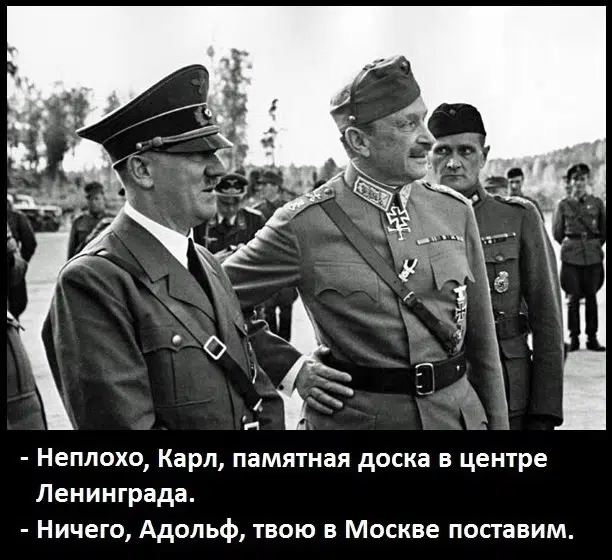 - Неплохо, Карл, памятная доска в центре
Ленинграда.
- Ничего, Адольф, твою в Москве поставим.